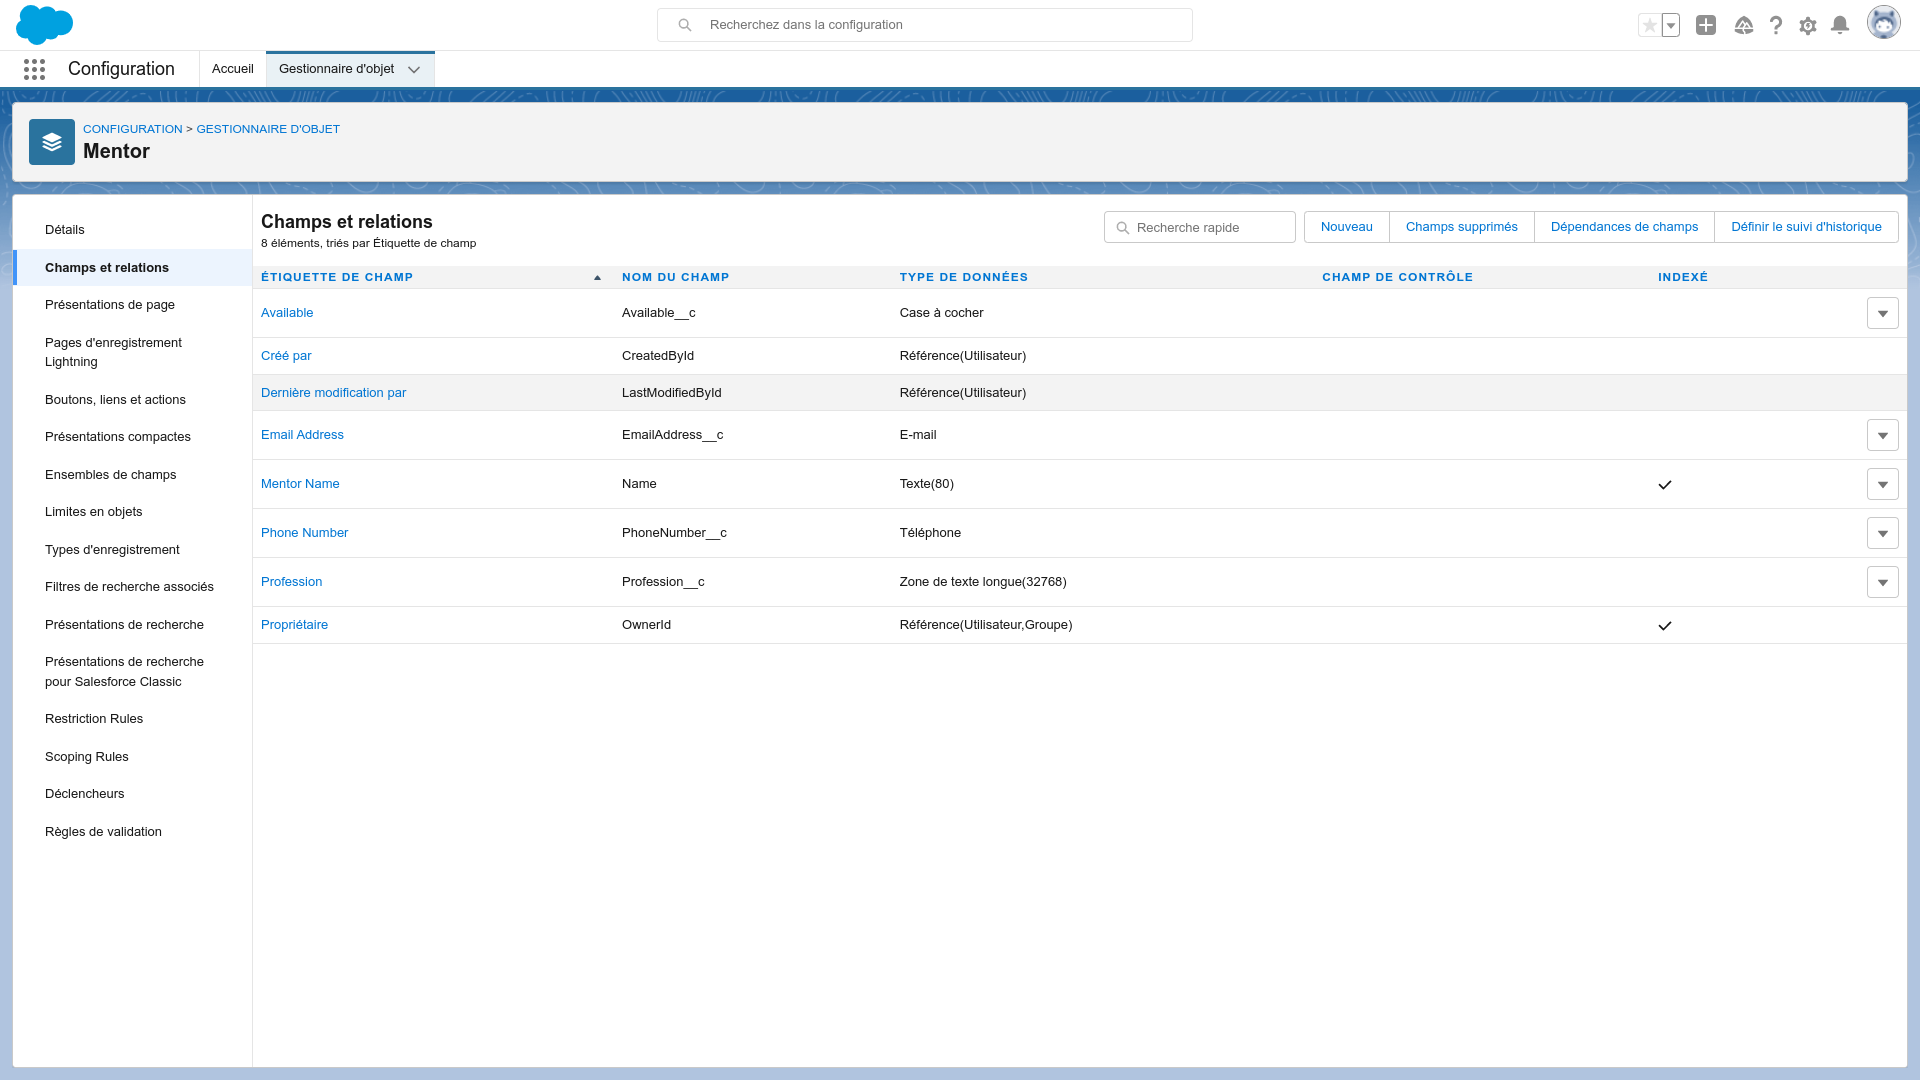 Recherchez dans la configuration
Configuration
Accueil
Gestionnaire d'objet
CONFIGURATION > GESTIONNAIRE D'OBJET
Mentor
Détails
Champs et relations
Présentations de page
Pages d'enregistrement
Lightning
Boutons, liens et actions
Présentations compactes
Ensembles de champs
Limites en objets
Types d'enregistrement
Filtres de recherche associés
Présentations de recherche
Présentations de recherche
pour Salesforce Classic
Restriction Rules
Scoping Rules
Déclencheurs
Règles de validation
Champs et relations
8 éléments, triés par Étiquette de champ
Recherche rapide
Nouveau
Champs supprimés
Dépendances de champs
Définir le suivi d'historique
ÉTIQUETTE DE CHAMP NOM DU CHAMP TYPE DE DONNÉES CHAMP DE CONTRÔLE INDEXÉ
Available Available__c Case à cocher
Créé par CreatedById Référence(Utilisateur)
Dernière modification par LastModifiedById Référence(Utilisateur)
Email Address EmailAddress__c E-mail
Mentor Name Name Texte(80)
Phone Number PhoneNumber__c Téléphone
Profession Profession__c Zone de texte longue(32768)
Propriétaire OwnerId Référence(Utilisateur,Groupe)